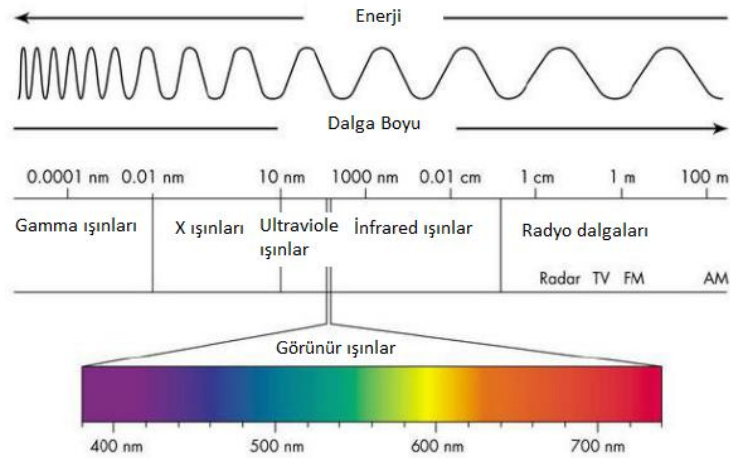 Enerji
Dalga Boyu
0.0001 nm 0.01 nm 10 nm 1000 nm 0.01 cm 1 cm 1 m 100 m
Gamma ışınları X ışınları Ultraviole ışınlar İnfrared ışınlar Radyo dalgaları
Radar TV FM AM
Görünür ışınlar
400 nm 500 nm 600 nm 700 nm